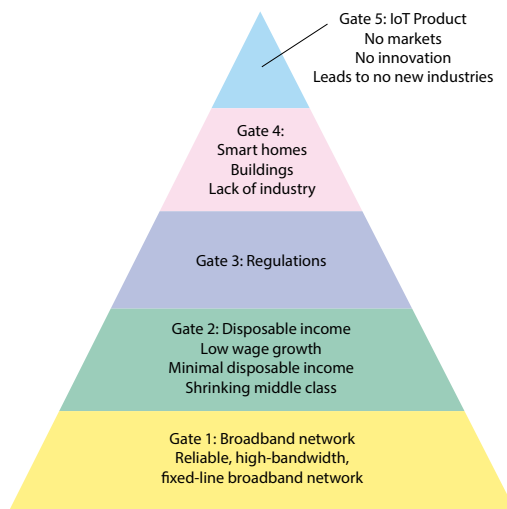 Gate 5: IoT Product
No markets
No innovation
Leads to no new industries
Gate 4:
Smart homes
Buildings
Lack of industry
Gate 3: Regulations
Gate 2: Disposable income
Low wage growth
Minimal disposable income
Shrinking middle class
Gate 1: Broadband network
Reliable, high-bandwidth,
fixed-line broadband network